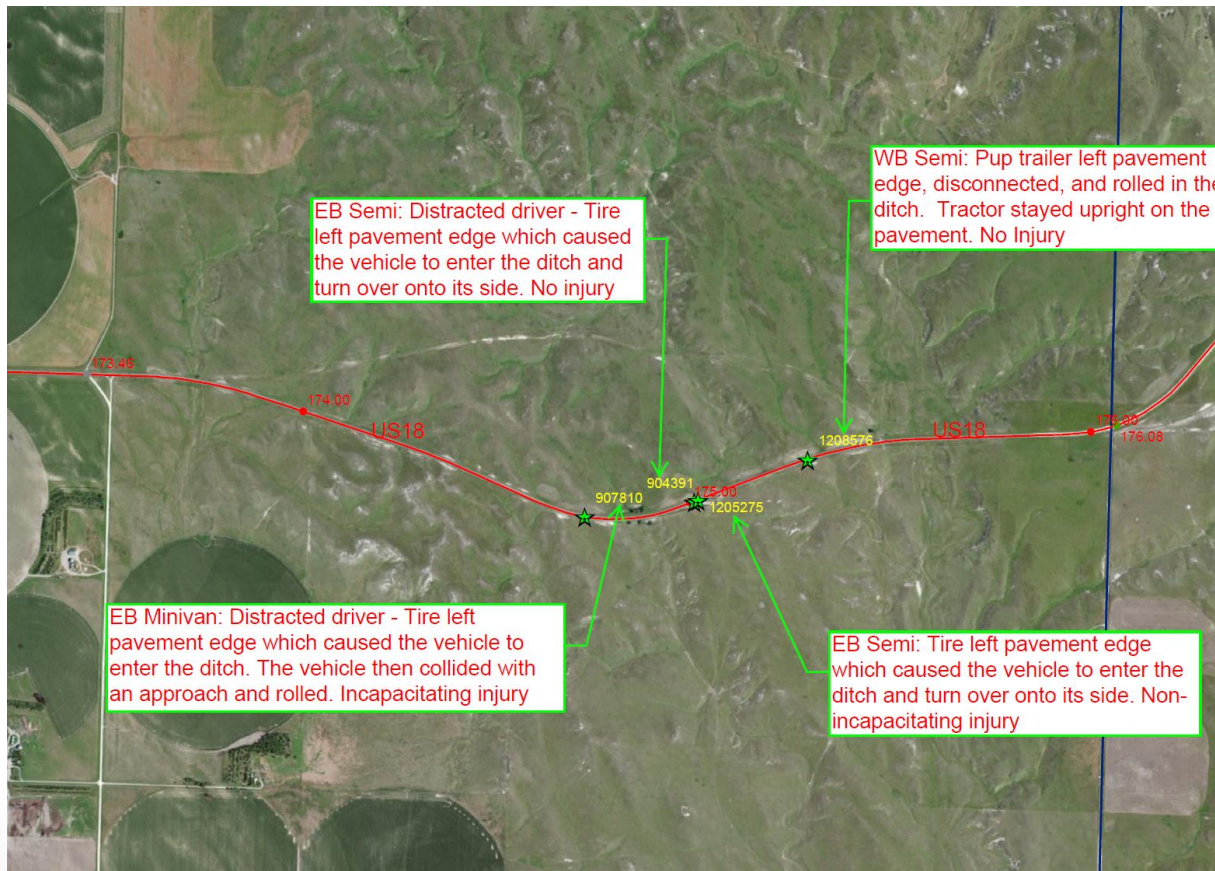 WB Semi: Pup trailer left pavement
edge, disconnected, and rolled in the
ditch. Tractor stayed upright on the
pavement. No Injury
EB Semi: Distracted driver - Tire
left pavement edge which caused
the vehicle to enter the ditch and
turn over onto its side. No injury
173.46
174.00
US18
1208576
US18
176.08
904391
175.00
907810
1205275
EB Minivan: Distracted driver - Tire left
pavement edge which caused the vehicle to
enter the ditch. The vehicle then collided with
an approach and rolled. Incapacitating injury
EB Semi: Tire left pavement edge
which caused the vehicle to enter the
ditch and turn over onto its side. Non-
incapacitating injury